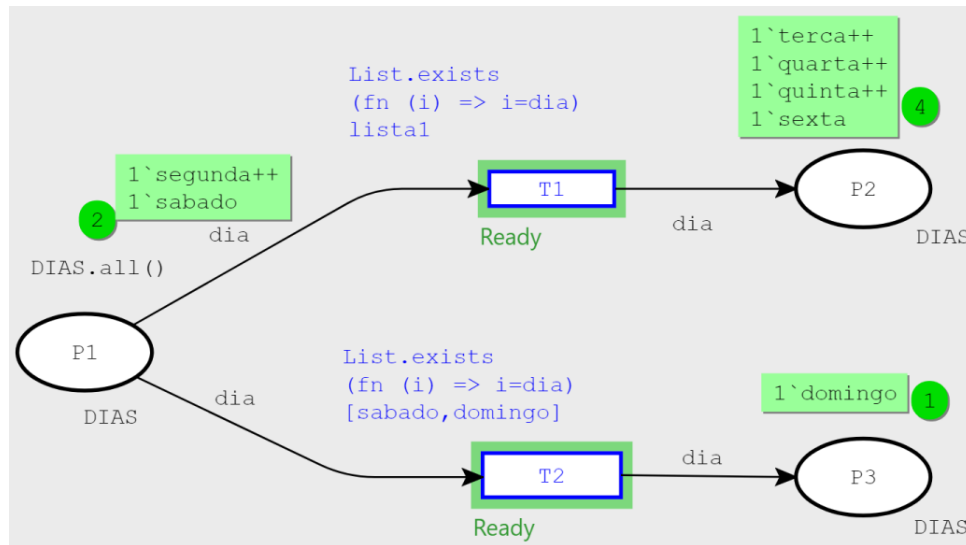 1`terca++
1`quarta++
1`quinta++
1`sexta
4
List.exists
(fn (i) => i=dia)
lista1
1`segunda++
1`sabado
2
dia
T1
Ready
dia
P2
DIAS
DIAS.all()
P1
DIAS
dia
List.exists
(fn (i) => i=dia)
[sabado,domingo]
1`domingo
1
T2
Ready
dia
P3
DIAS